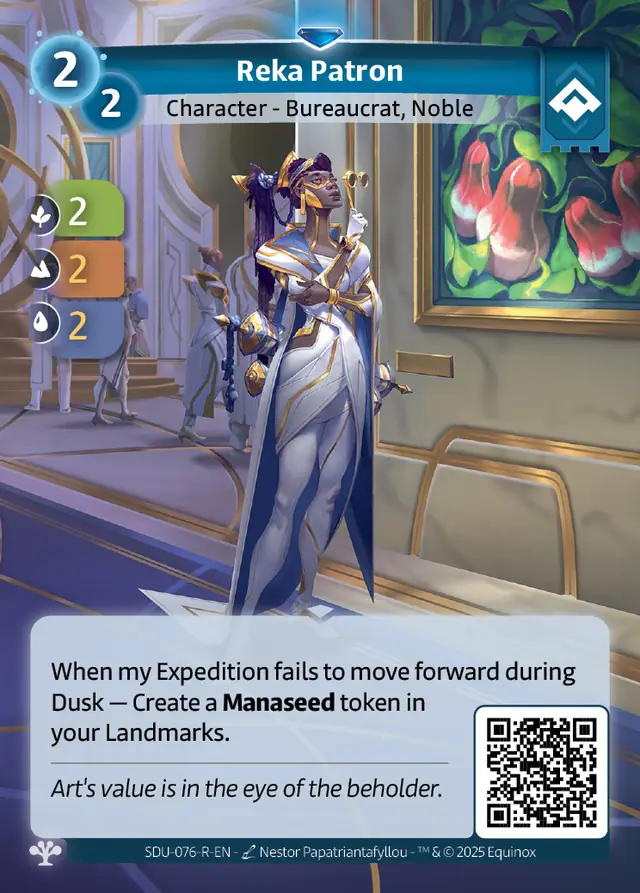 2
2
Reka Patron
Character - Bureaucrat, Noble
2
2
2
When my Expedition fails to move forward during
Dusk — Create a Manaseed token in
your Landmarks.
Art's value is in the eye of the beholder.
SDU-076-R-EN - Nestor Papatriantafyllou - ™ & © 2025 Equinox